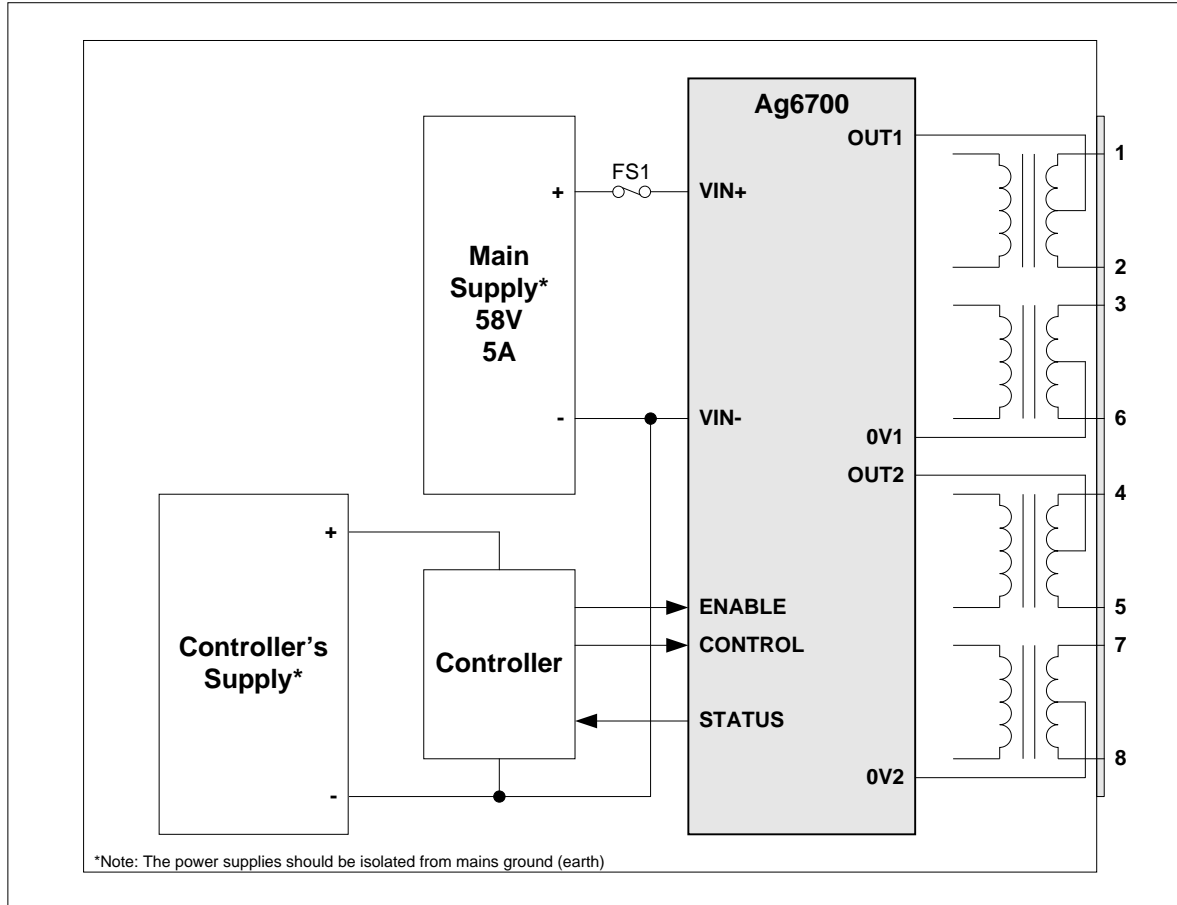 Ag6700
OUT1
1
FS1
+
VIN+
Main
Supply*
58V
5A
2
3
-
VIN-
6
0V1
OUT2
4
+
ENABLE
5
CONTROL
7
Controller's
Supply*
Controller
STATUS
8
0V2
-
*Note: The power supplies should be isolated from mains ground (earth)